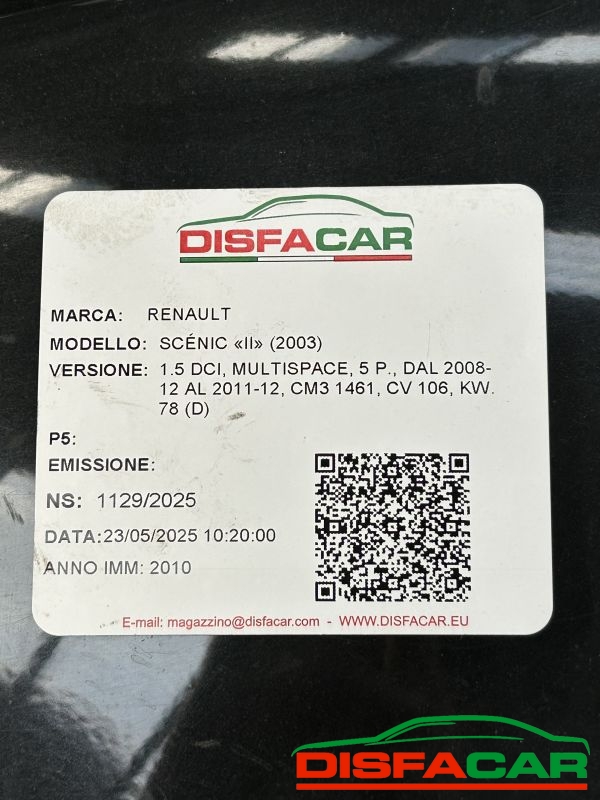 DISFACAR
MARCA: RENAULT
MODELLO: SCÉNIC «II» (2003)
VERSIONE: 1.5 DCI, MULTISPACE, 5 P., DAL 2008-
12 AL 2011-12, CM3 1461, CV 106, KW.
78 (D)
P5:
EMISSIONE:
NS: 1129/2025
DATA:23/05/2025 10:20:00
ANNO IMM: 2010
E-mail: magazzino@disfacar.com - WWW.DISFACAR.EU
DISFACAR